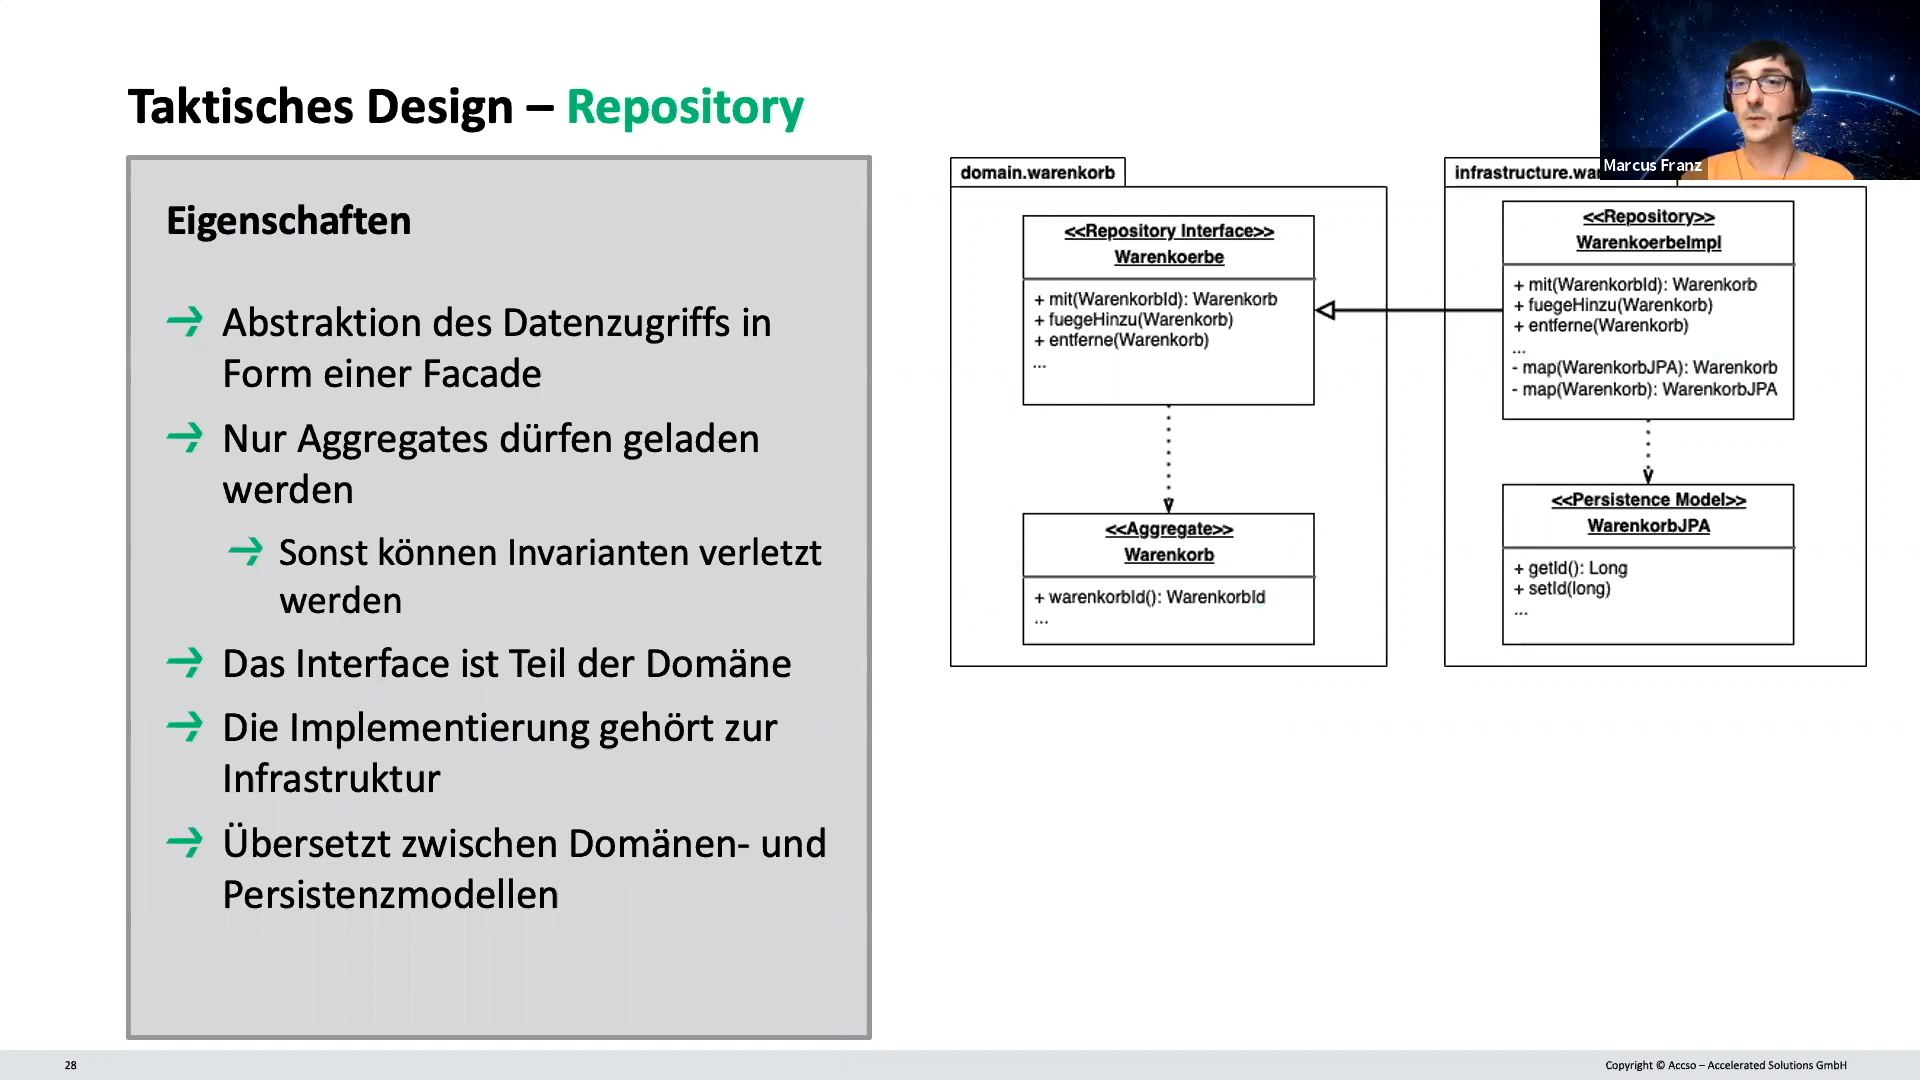 Taktisches Design – Repository
Eigenschaften
Abstraktion des Datenzugriffs in
Form einer Facade
Nur Aggregates dürfen geladen
werden
Sonst können Invarianten verletzt
werden
Das Interface ist Teil der Domäne
Die Implementierung gehört zur
Infrastruktur
Übersetzt zwischen Domänen- und
Persistenzmodellen
domain.warenkorb
<<Repository Interface>>
Warenkoerbe
+ mit(WarenkorbId): Warenkorb
+ fuegeHinzu(Warenkorb)
+ entferne(Warenkorb)
...
<<Aggregate>>
Warenkorb
+ warenkorbId(): WarenkorbId
...
infrastructure.wa
<<Repository>>
WarenkoerbeImpl
+ mit(WarenkorbId): Warenkorb
+ fuegeHinzu(Warenkorb)
+ entferne(Warenkorb)
...
- map(WarenkorbJPA): Warenkorb
- map(Warenkorb): WarenkorbJPA
<<Persistence Model>>
WarenkorbJPA
+ getId(): Long
+ setId(long)
...
Marcus Franz
28
Copyright © Accso – Accelerated Solutions GmbH